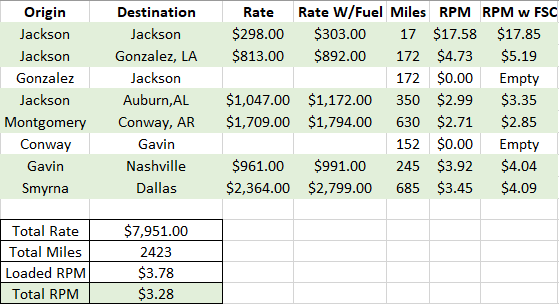 Origin Destination Rate Rate W/Fuel Miles RPM RPM w FSC
Jackson Jackson $298.00 $303.00 17 $17.58 $17.85
Jackson Gonzalez, LA $813.00 $892.00 172 $4.73 $5.19
Gonzalez Jackson 172 $0.00 Empty
Jackson Auburn,AL $1,047.00 $1,172.00 350 $2.99 $3.35
Montgomery Conway, AR $1,709.00 $1,794.00 630 $2.71 $2.85
Conway Gavin 152 $0.00 Empty
Gavin Nashville $961.00 $991.00 245 $3.92 $4.04
Smyrna Dallas $2,364.00 $2,799.00 685 $3.45 $4.09
Total Rate $7,951.00
Total Miles 2423
Loaded RPM $3.78
Total RPM $3.28